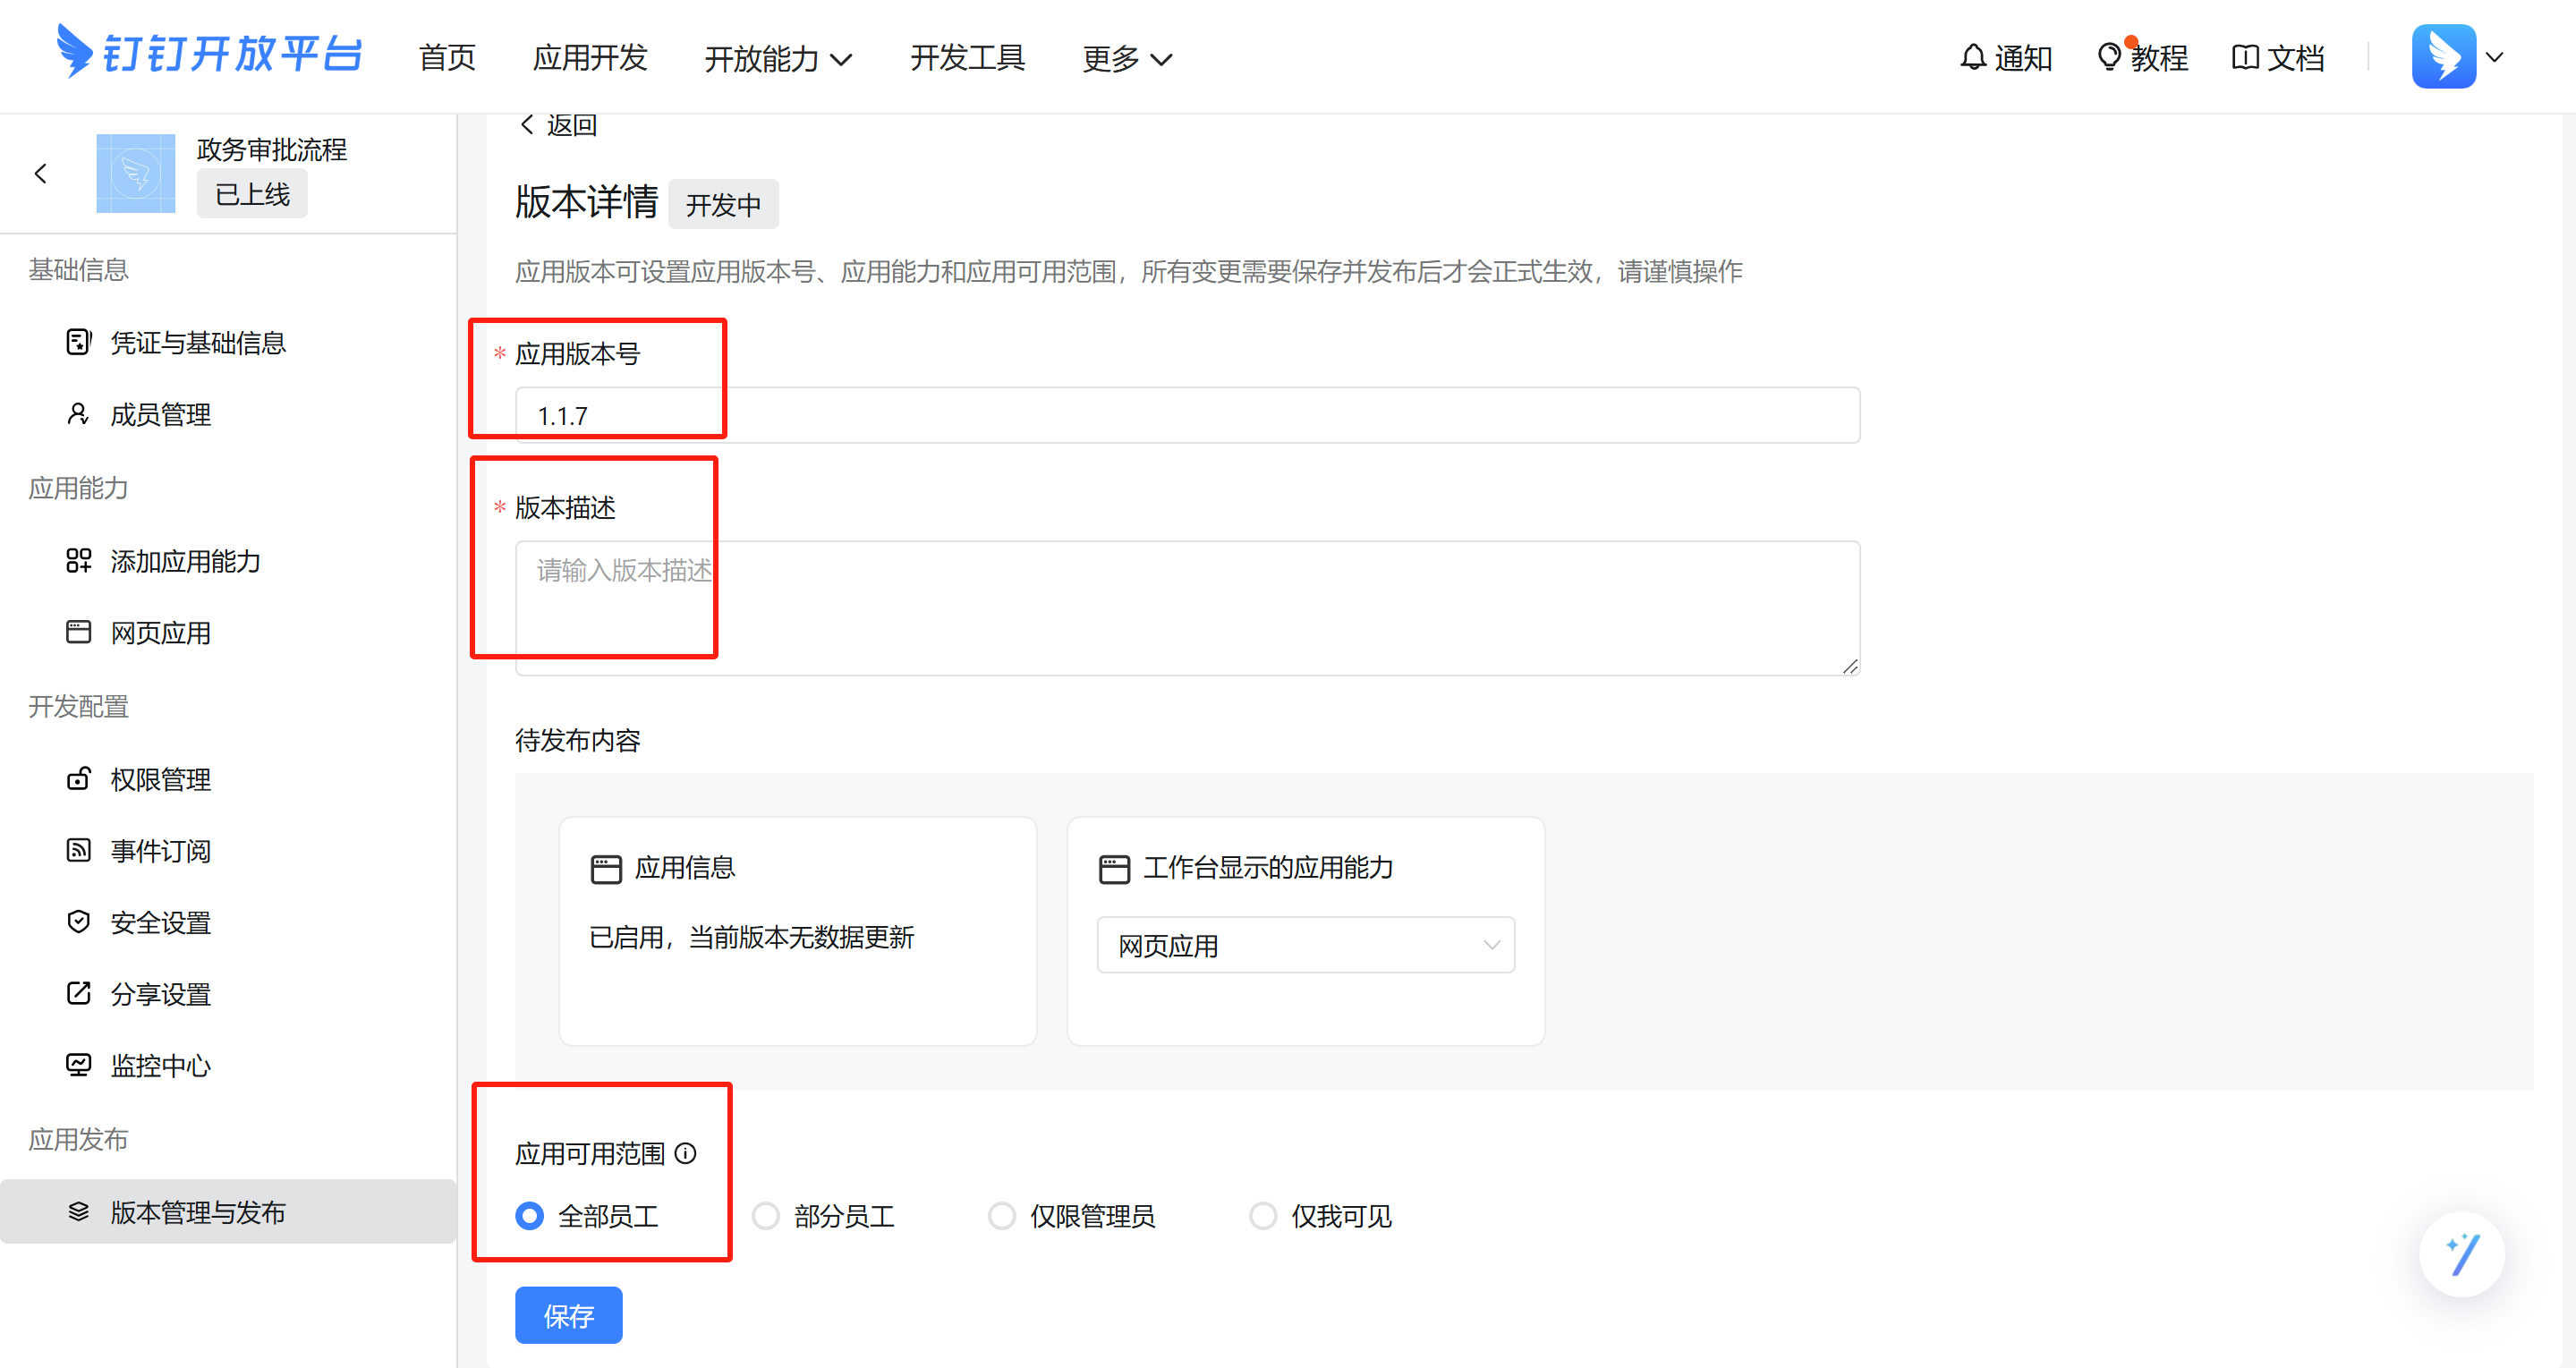 钉钉开放平台 首页 应用开发 开放能力 开发工具 更多 通知 教程 文档
政务审批流程
已上线
基础信息
凭证与基础信息
成员管理
应用能力
添加应用能力
网页应用
开发配置
权限管理
事件订阅
安全设置
分享设置
监控中心
应用发布
版本管理与发布
返回
版本详情 开发中
应用版本可设置应用版本号、应用能力和应用可用范围，所有变更需要保存并发布后才会正式生效，请谨慎操作
* 应用版本号
1.1.7
* 版本描述
请输入版本描述
待发布内容
应用信息
已启用，当前版本无数据更新
工作台显示的应用能力
网页应用
应用可用范围
全部员工 部分员工 仅限管理员 仅我可见
保存